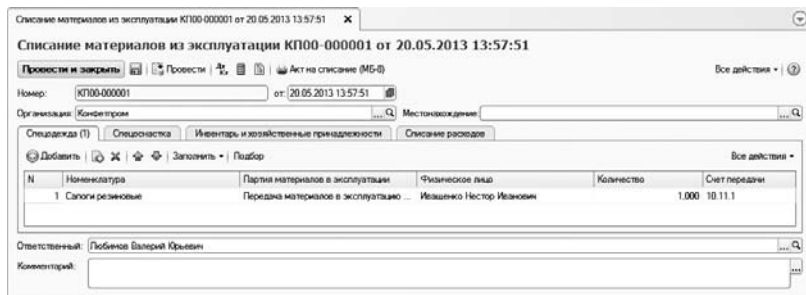 Списание материалов из эксплуатации КП00-000001 от 20.05.2013 13:57:51
Списание материалов из эксплуатации КП00-000001 от 20.05.2013 13:57:51
Провести и закрыть Провести Дт Кт Акт на списание (МБ-8) Все действия
Номер: КП00-000001 от: 20.05.2013 13:57:51
Организация: Конфетпром Местонахождение:
Спецодежда (1) Спецоснастка Инвентарь и хозяйственные принадлежности Списание расходов
Добавить Заполнить Подбор Все действия
N Номенклатура Партия материалов в эксплуатации Физическое лицо Количество Счет передачи
1 Сапоги резиновые Передача материалов в эксплуатацию ... Иващенко Нестор Иванович 1,000 10.11.1
Ответственный: Любимов Валерий Юрьевич
Комментарий: